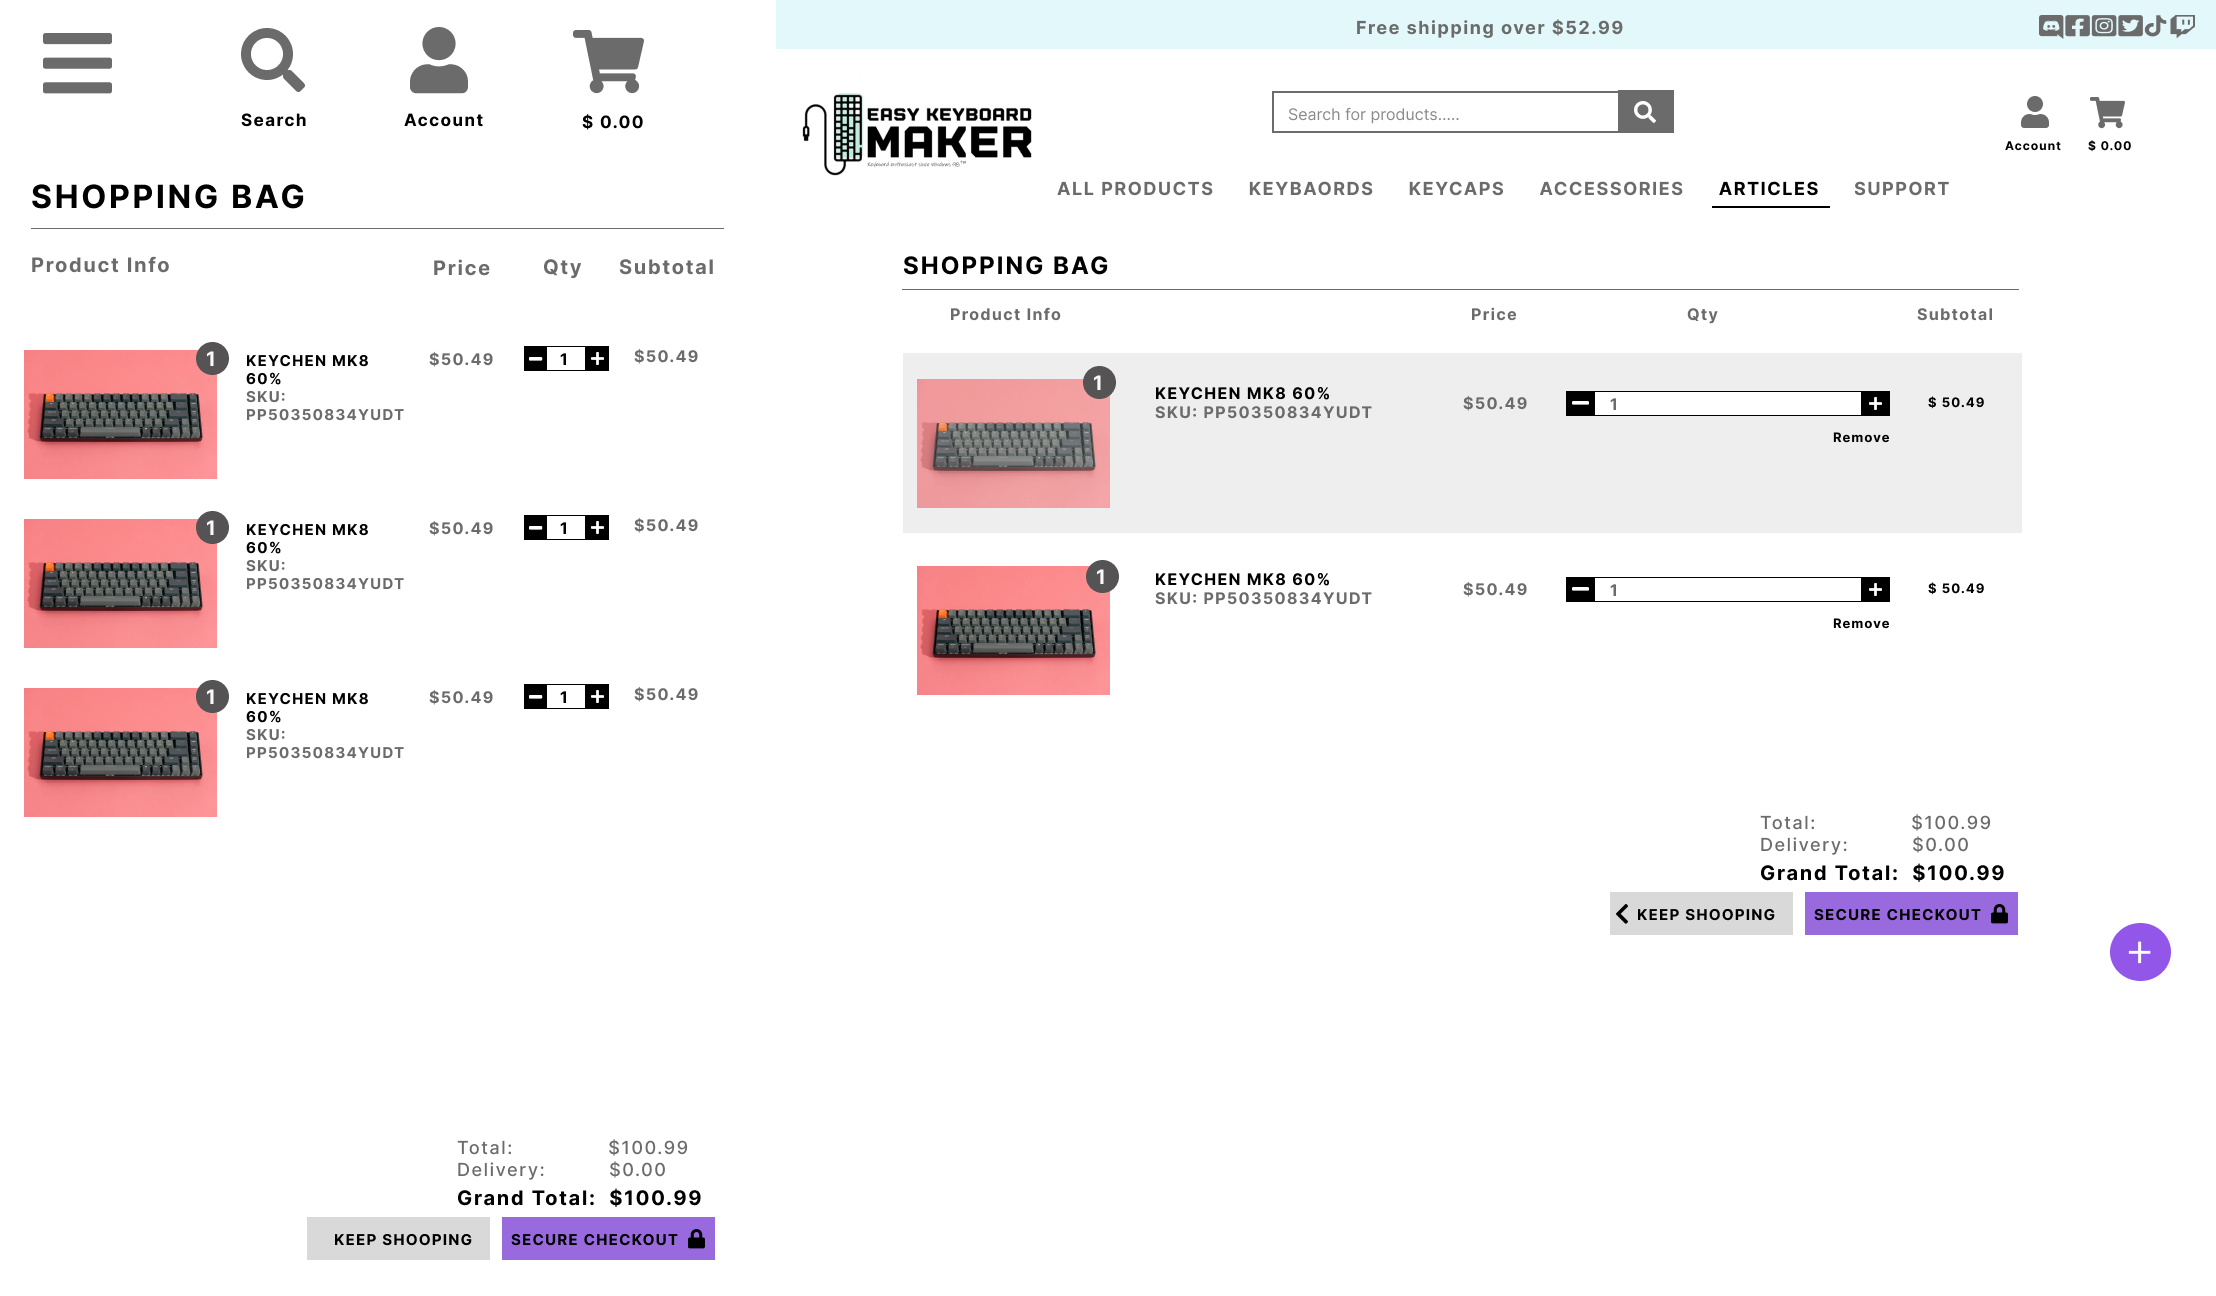 Search
Account
$ 0.00
SHOPPING BAG
Product Info
Price
Qty
Subtotal
1
KEYCHEN MK8
60%
SKU:
PP50350834YUDT
$50.49
1
$50.49
1
KEYCHEN MK8
60%
SKU:
PP50350834YUDT
$50.49
1
$50.49
1
KEYCHEN MK8
60%
SKU:
PP50350834YUDT
$50.49
1
$50.49
Total: $100.99
Delivery: $0.00
Grand Total: $100.99
KEEP SHOOPING
SECURE CHECKOUT
Free shipping over $52.99
EASY KEYBOARD
MAKER
Keyboard enthusiast since Windows 98™
Search for products.....
Account
$ 0.00
ALL PRODUCTS
KEYBAORDS
KEYCAPS
ACCESSORIES
ARTICLES
SUPPORT
SHOPPING BAG
Product Info
Price
Qty
Subtotal
1
KEYCHEN MK8 60%
SKU: PP50350834YUDT
$50.49
1
$ 50.49
Remove
1
KEYCHEN MK8 60%
SKU: PP50350834YUDT
$50.49
1
$ 50.49
Remove
Total: $100.99
Delivery: $0.00
Grand Total: $100.99
KEEP SHOOPING
SECURE CHECKOUT